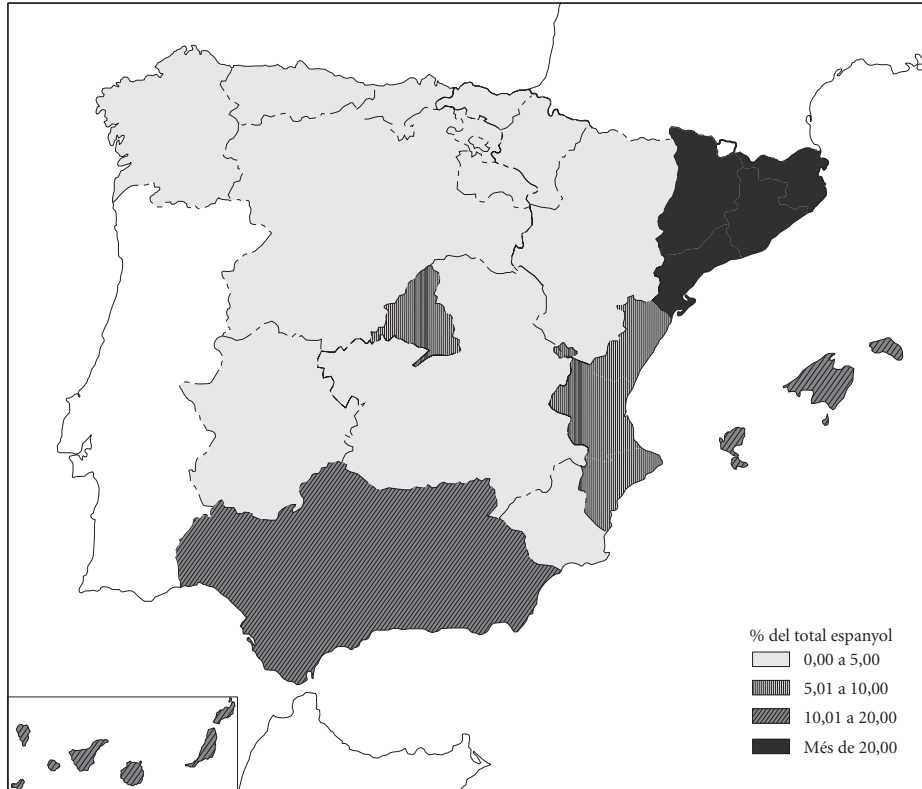 % del total espanyol
0,00 a 5,00
5,01 a 10,00
10,01 a 20,00
Més de 20,00